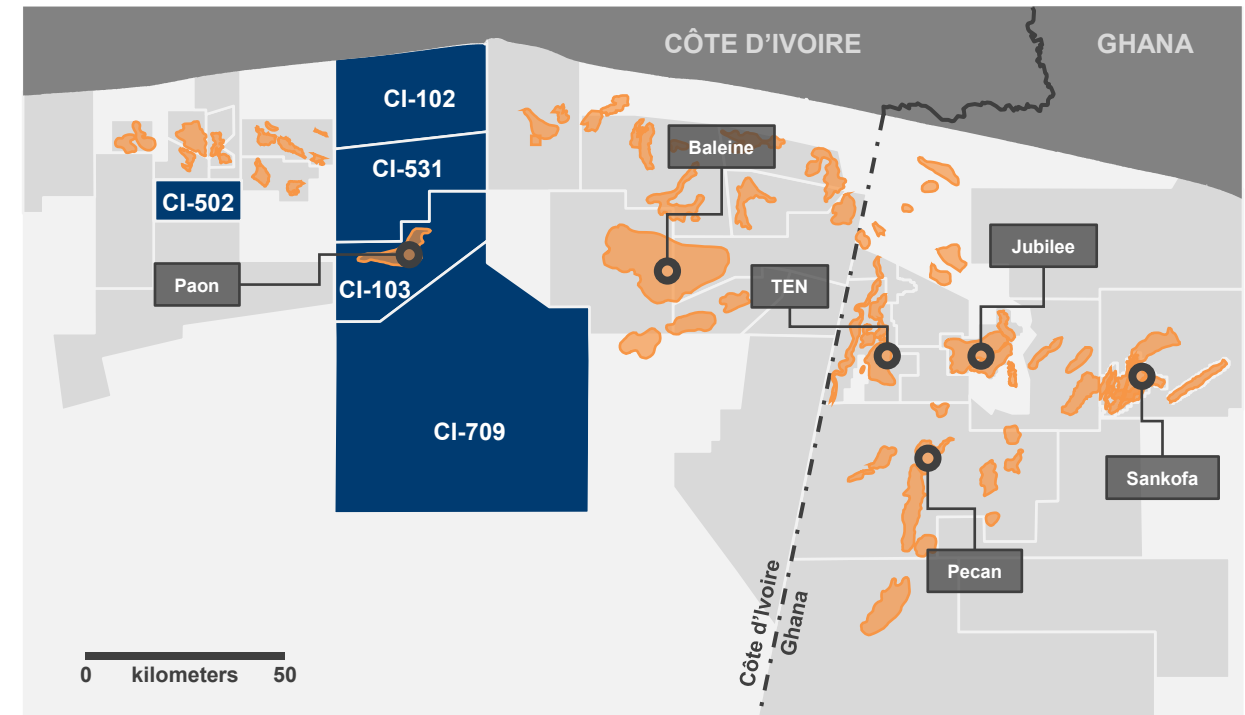 CÔTE D'IVOIRE
GHANA
CI-102
Baleine
CI-531
CI-502
Jubilee
Paon
CI-103
TEN
CI-709
Sankofa
Pecan
Côte d'Ivoire
Ghana
0 kilometers 50